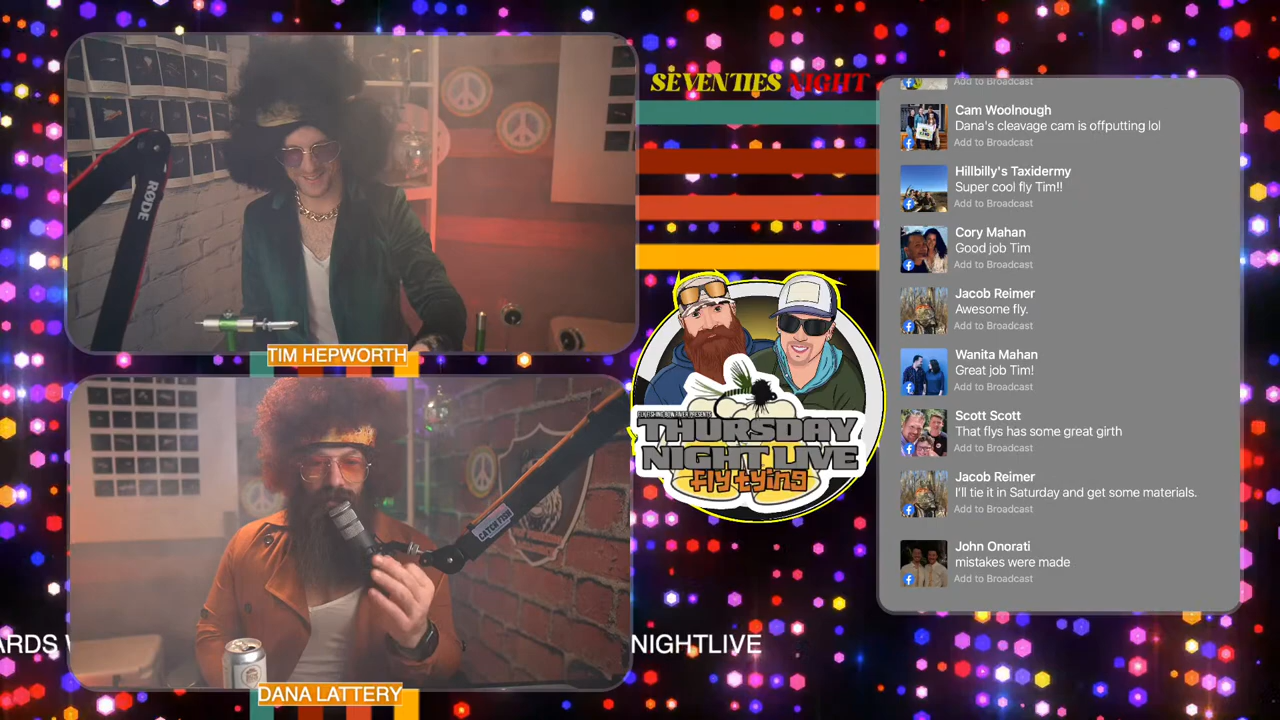 SEVENTIES NIGHT
RØDE
TIM HEPWORTH
CATCH FISH
DANA LATTERY
THURSDAY
NIGHT LIVE
fly tying
ARDS
NIGHTLIVE
Add to Broadcast
Cam Woolnough
Dana's cleavage cam is offputting lol
Add to Broadcast
Hillbilly's Taxidermy
Super cool fly Tim!!
Add to Broadcast
Cory Mahan
Good job Tim
Add to Broadcast
Jacob Reimer
Awesome fly.
Add to Broadcast
Wanita Mahan
Great job Tim!
Add to Broadcast
Scott Scott
That flys has some great girth
Add to Broadcast
Jacob Reimer
I'll tie it in Saturday and get some materials.
Add to Broadcast
John Onorati
mistakes were made
Add to Broadcast